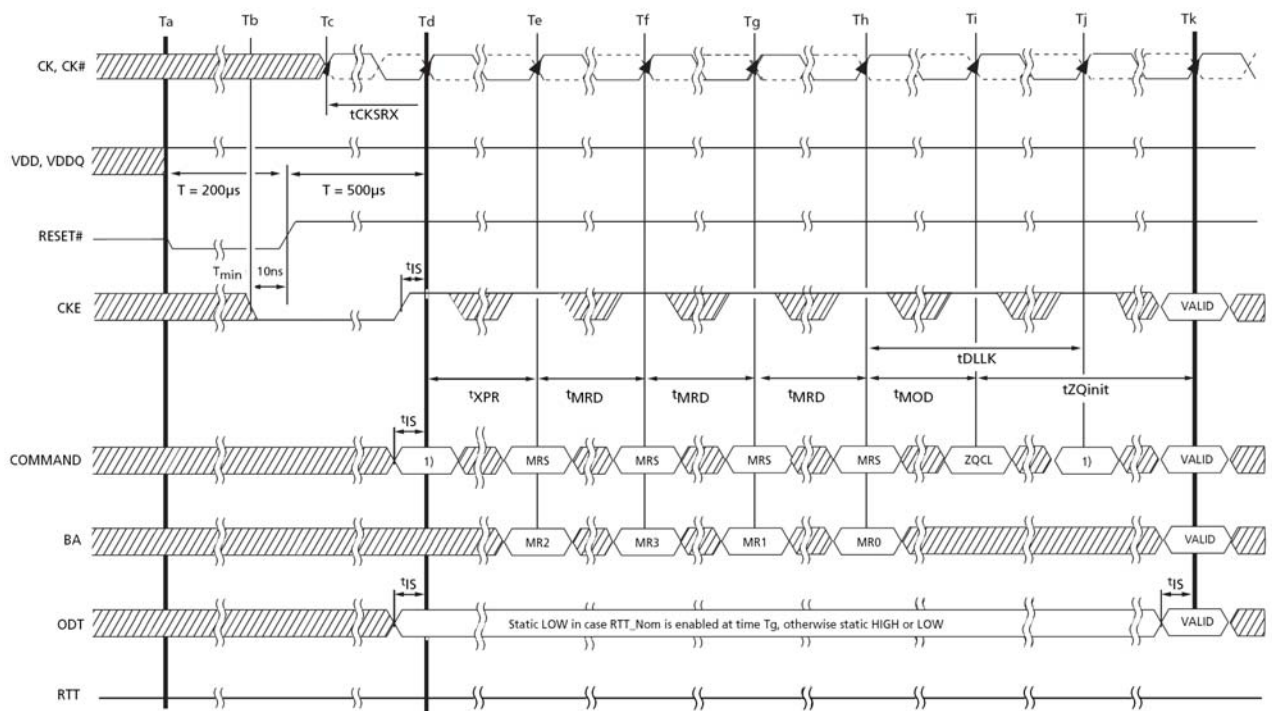 Ta Tb Tc Td Te Tf Tg Th Ti Tj Tk
CK, CK#
tCKSRX
VDD, VDDQ
T = 200µs T = 500µs
RESET#
Tmin 10ns tIS
CKE VALID
tDLLK
tXPR tMRD tMRD tMRD tMOD tZQinit
tIS
COMMAND 1) MRS MRS MRS MRS ZQCL 1) VALID
BA MR2 MR3 MR1 MR0 VALID
tIS tIS
ODT Static LOW in case RTT_Nom is enabled at time Tg, otherwise static HIGH or LOW VALID
RTT